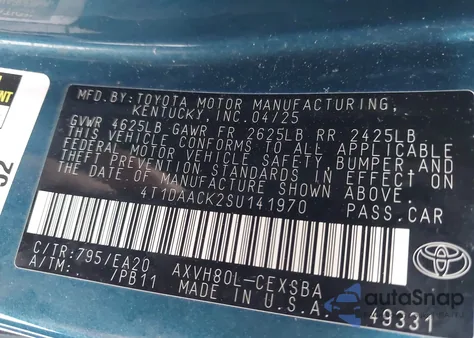 MFD.BY:TOYOTA MOTOR MANUFACTURING,
KENTUCKY,INC.04/25
GVWR 4625LB GAWR FR 2625LB RR 2425LB
THIS VEHICLE CONFORMS TO ALL APPLICABLE
FEDERAL MOTOR VEHICLE SAFETY BUMPER AND
THEFT PREVENTION STANDARDS IN EFFECT ON
THE DATE OF MANUFACTURE SHOWN ABOVE.
4T1DAACK2SU141970 PASS.CAR
C/TR:795/EA20 AXVH80L-CEXSBA
A/TM: /PB11 MADE IN U.S.A.
TOYOTA
49331
autoSnap